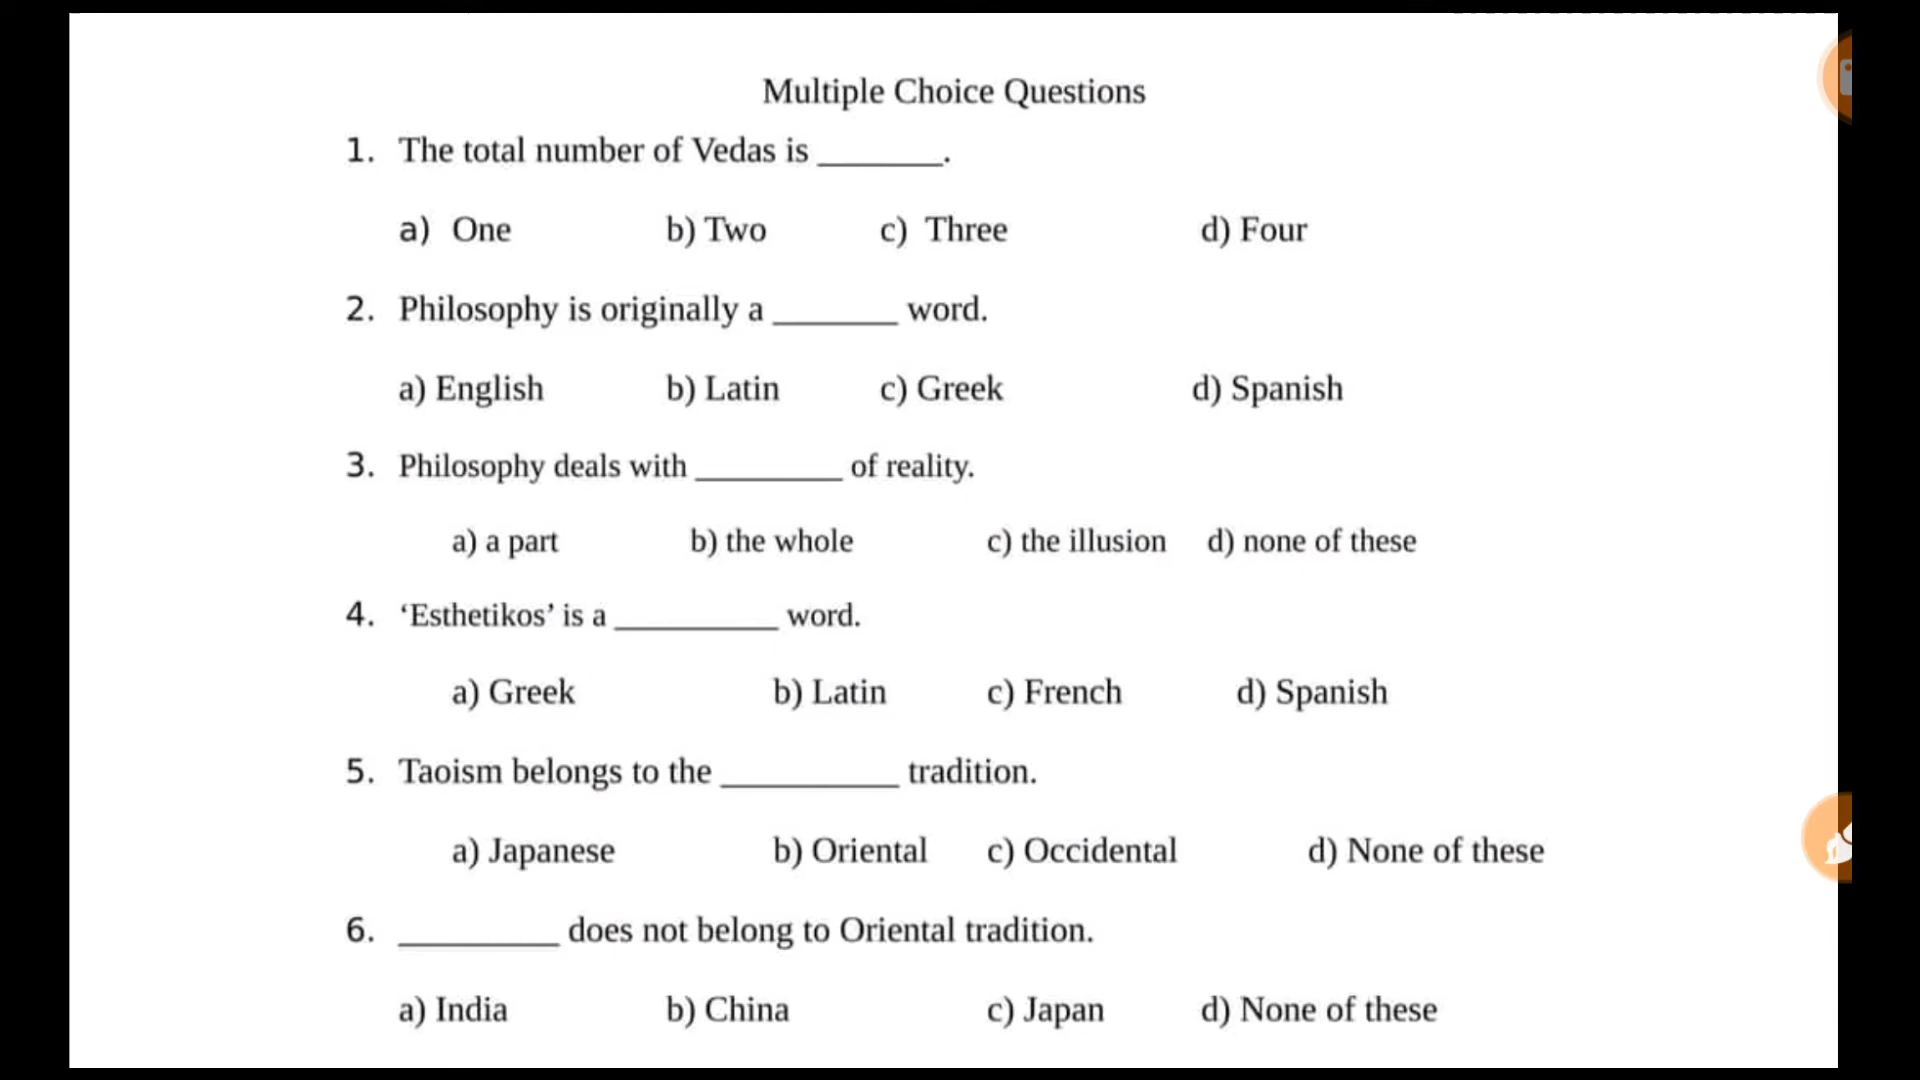 Multiple Choice Questions
1. The total number of Vedas is _______.
a) One b) Two c) Three d) Four
2. Philosophy is originally a _______ word.
a) English b) Latin c) Greek d) Spanish
3. Philosophy deals with _________ of reality.
a) a part b) the whole c) the illusion d) none of these
4. ‘Esthetikos’ is a __________ word.
a) Greek b) Latin c) French d) Spanish
5. Taoism belongs to the __________ tradition.
a) Japanese b) Oriental c) Occidental d) None of these
6. _________ does not belong to Oriental tradition.
a) India b) China c) Japan d) None of these